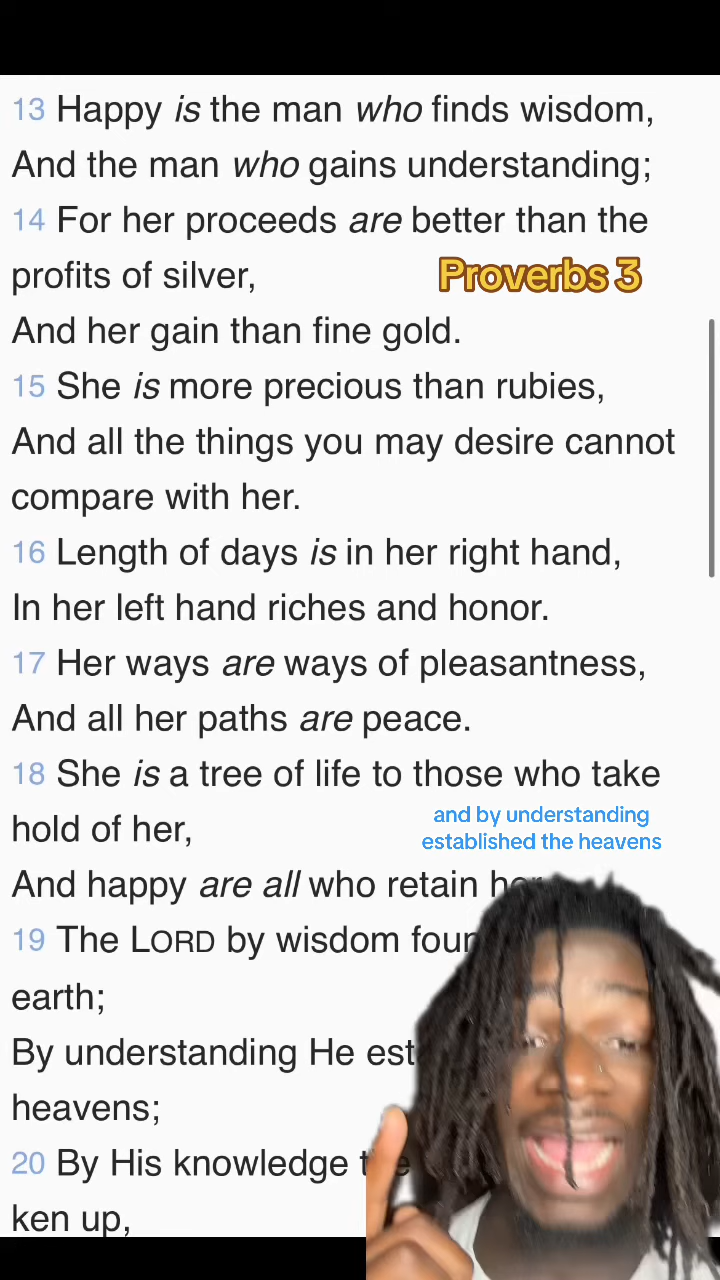 13 Happy is the man who finds wisdom,
And the man who gains understanding;
14 For her proceeds are better than the
profits of silver,
Proverbs 3
And her gain than fine gold.
15 She is more precious than rubies,
And all the things you may desire cannot
compare with her.
16 Length of days is in her right hand,
In her left hand riches and honor.
17 Her ways are ways of pleasantness,
And all her paths are peace.
18 She is a tree of life to those who take
hold of her,
and by understanding
established the heavens
And happy are all who retain
19 The LORD by wisdom
earth;
By understanding He
heavens;
20 By His knowledge
ken up,